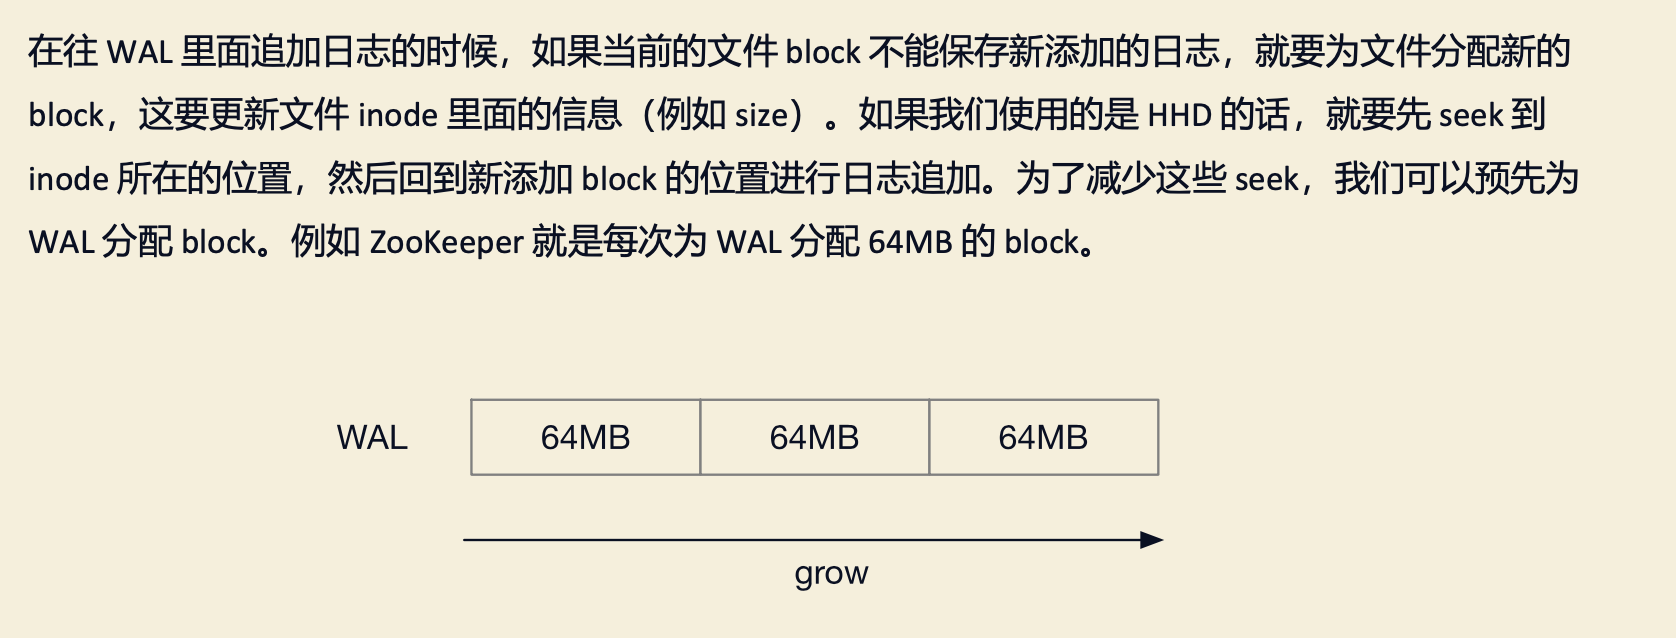 在往 WAL 里面追加日志的时候，如果当前的文件 block 不能保存新添加的日志，就要为文件分配新的
block，这要更新文件 inode 里面的信息（例如 size）。如果我们使用的是 HHD 的话，就要先 seek 到
inode 所在的位置，然后回到新添加 block 的位置进行日志追加。为了减少这些 seek，我们可以预先为
WAL 分配 block。例如 ZooKeeper 就是每次为 WAL 分配 64MB 的 block。
WAL 64MB 64MB 64MB
grow